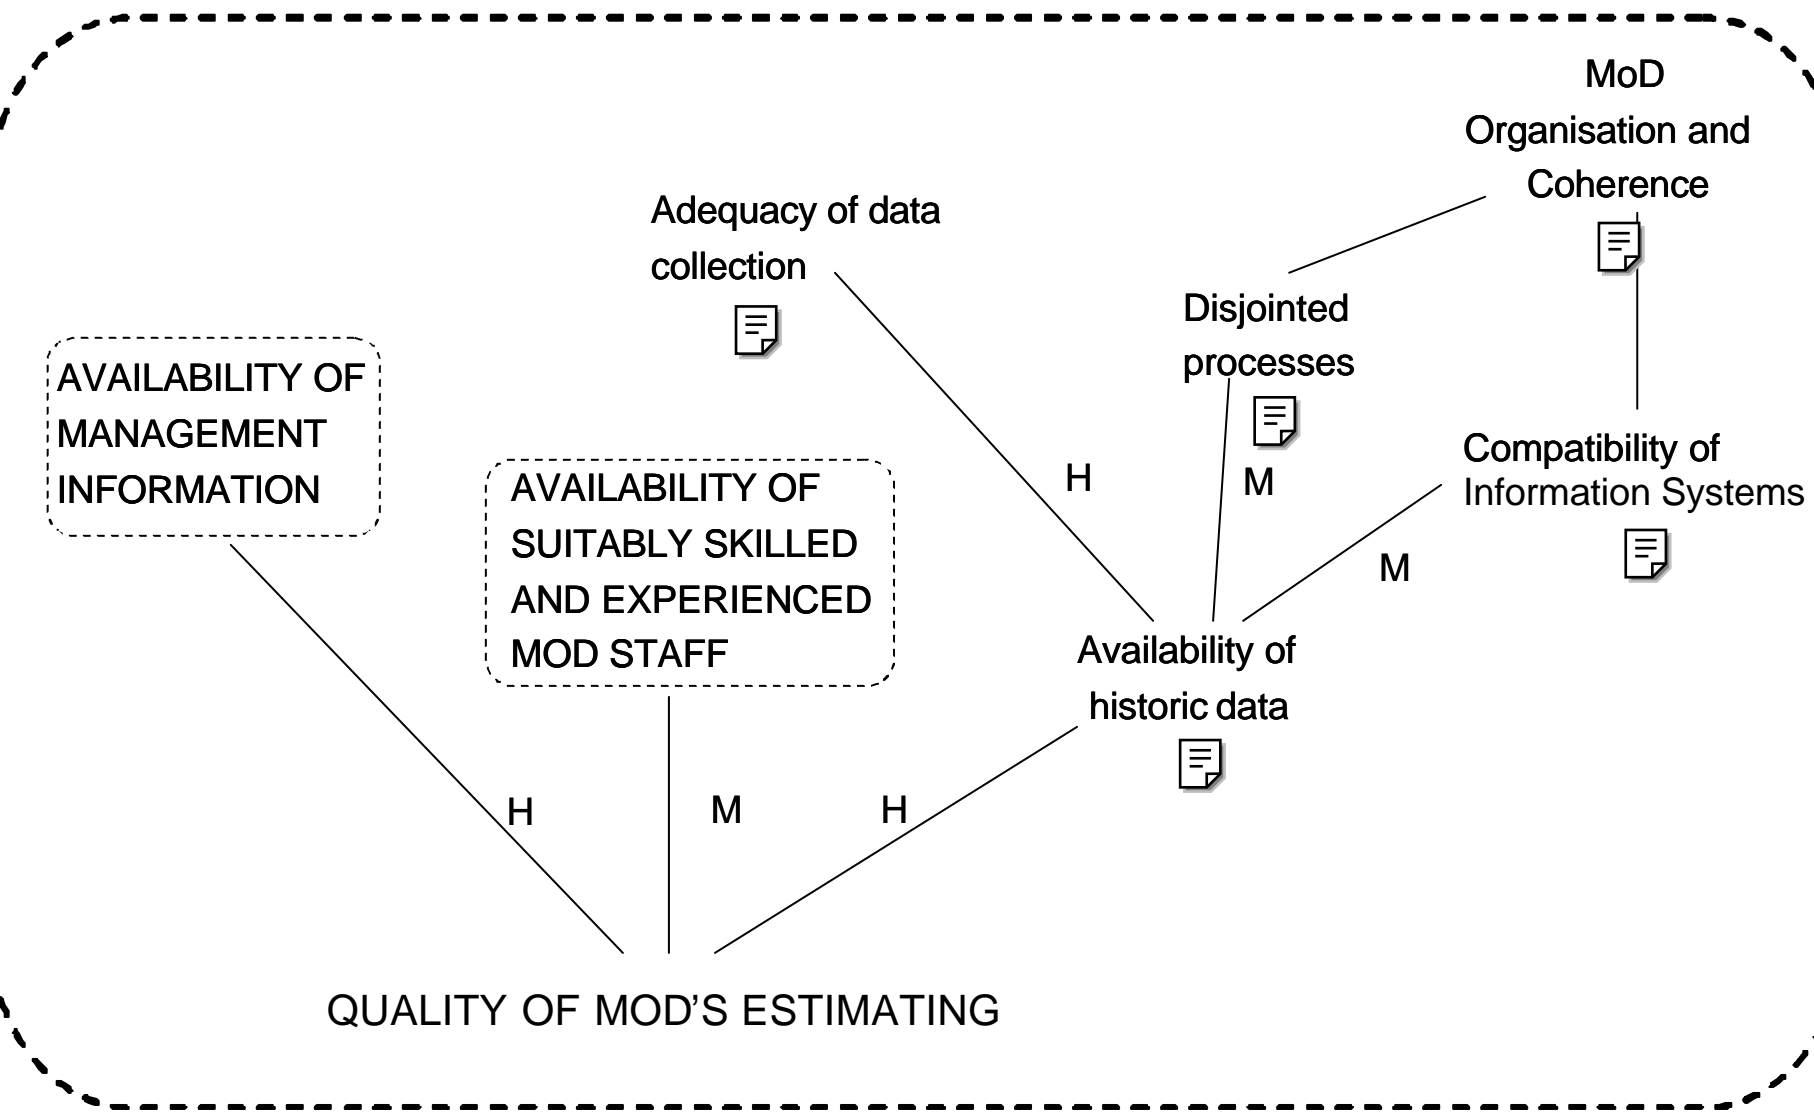 MoD
Organisation and
Coherence
Adequacy of data
collection
Disjointed
processes
AVAILABILITY OF
MANAGEMENT
INFORMATION
Compatibility of
Information Systems
AVAILABILITY OF
SUITABLY SKILLED
AND EXPERIENCED
MOD STAFF
H
M
M
Availability of
historic data
H
M
H
QUALITY OF MOD'S ESTIMATING